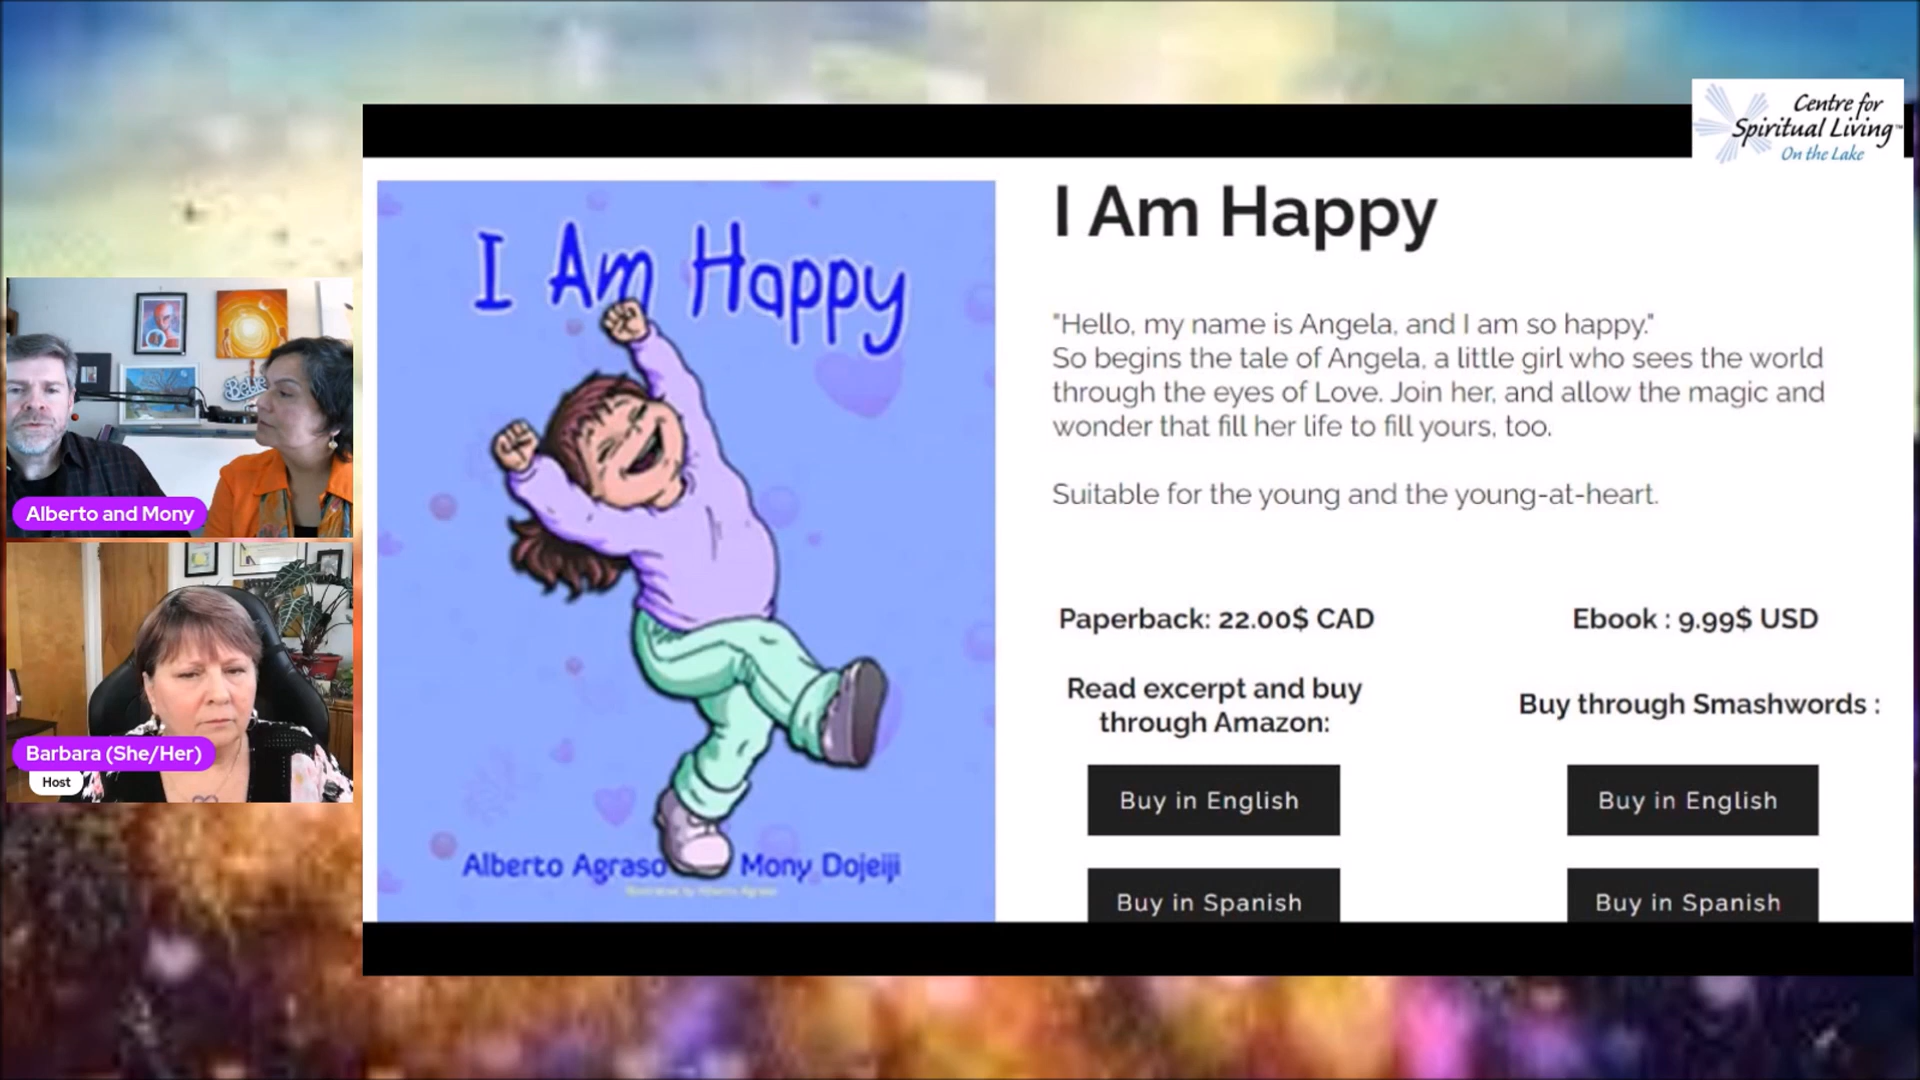 Centre for
Spiritual Living™
On the Lake
I Am Happy
Alberto Agraso Mony Dojeiji
Illustrated by Alberto Agraso
I Am Happy
"Hello, my name is Angela, and I am so happy."
So begins the tale of Angela, a little girl who sees the world
through the eyes of Love. Join her, and allow the magic and
wonder that fill her life to fill yours, too.
Suitable for the young and the young-at-heart.
Paperback: 22.00$ CAD
Read excerpt and buy
through Amazon:
Buy in English
Buy in Spanish
Ebook : 9.99$ USD
Buy through Smashwords :
Buy in English
Buy in Spanish
Alberto and Mony
Barbara (She/Her)
Host